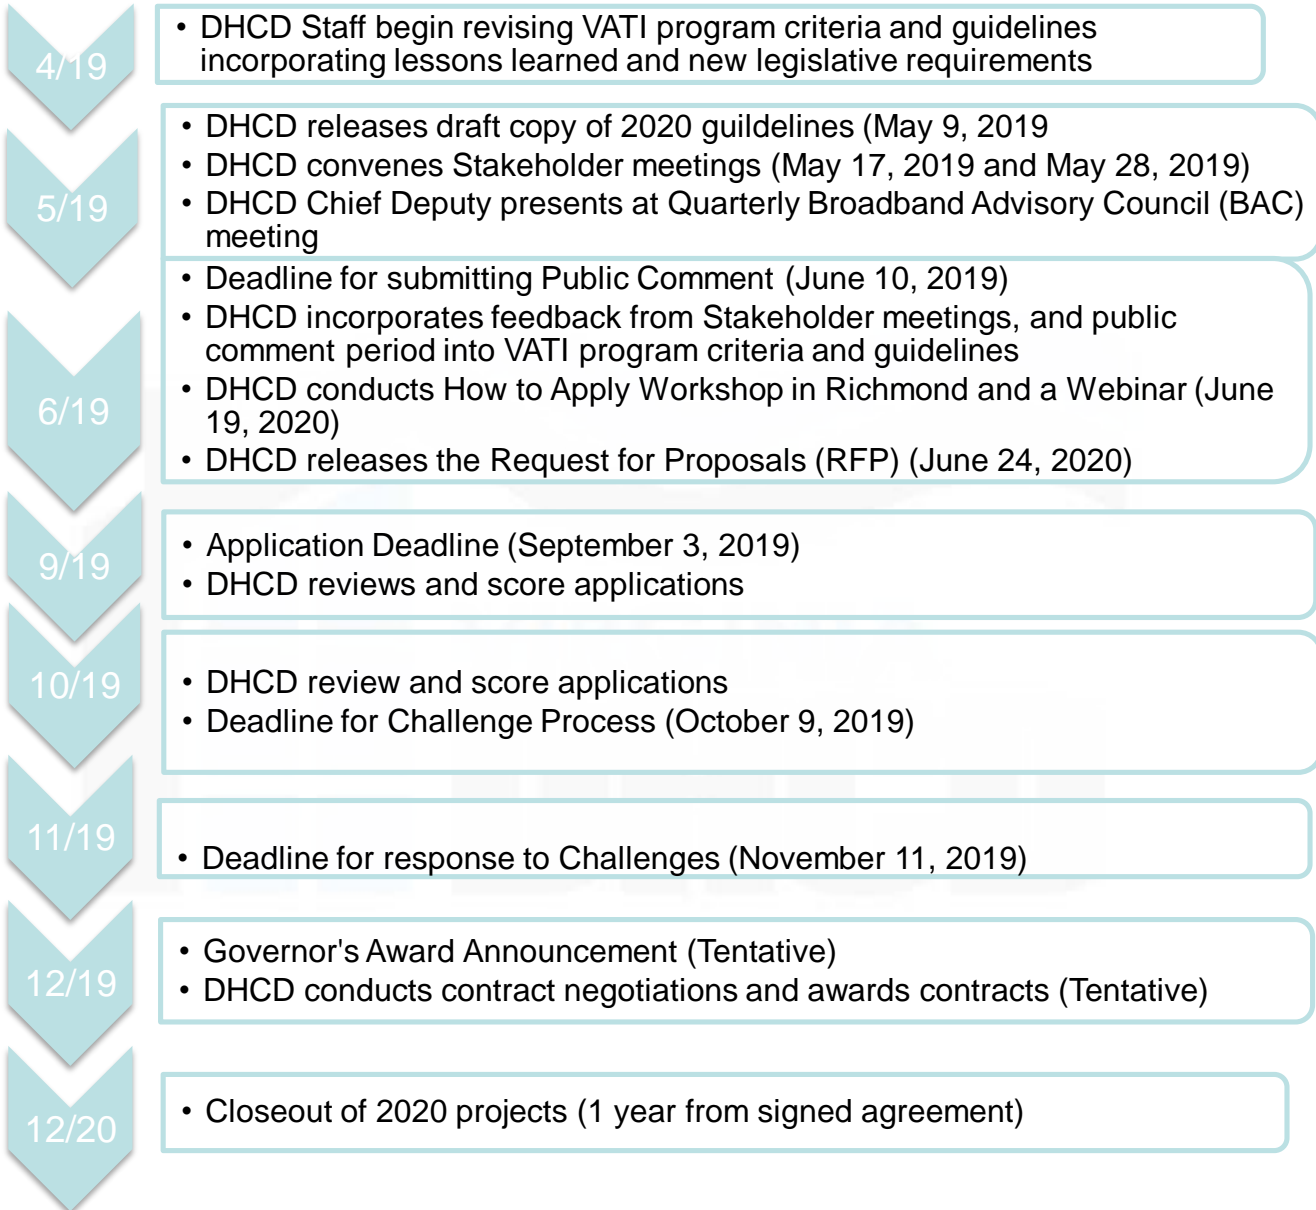 4/19
• DHCD Staff begin revising VATI program criteria and guidelines
incorporating lessons learned and new legislative requirements
5/19
• DHCD releases draft copy of 2020 guildelines (May 9, 2019
• DHCD convenes Stakeholder meetings (May 17, 2019 and May 28, 2019)
• DHCD Chief Deputy presents at Quarterly Broadband Advisory Council (BAC)
meeting
6/19
• Deadline for submitting Public Comment (June 10, 2019)
• DHCD incorporates feedback from Stakeholder meetings, and public
comment period into VATI program criteria and guidelines
• DHCD conducts How to Apply Workshop in Richmond and a Webinar (June
19, 2020)
• DHCD releases the Request for Proposals (RFP) (June 24, 2020)
9/19
• Application Deadline (September 3, 2019)
• DHCD reviews and score applications
10/19
• DHCD review and score applications
• Deadline for Challenge Process (October 9, 2019)
11/19
• Deadline for response to Challenges (November 11, 2019)
12/19
• Governor's Award Announcement (Tentative)
• DHCD conducts contract negotiations and awards contracts (Tentative)
12/20
• Closeout of 2020 projects (1 year from signed agreement)